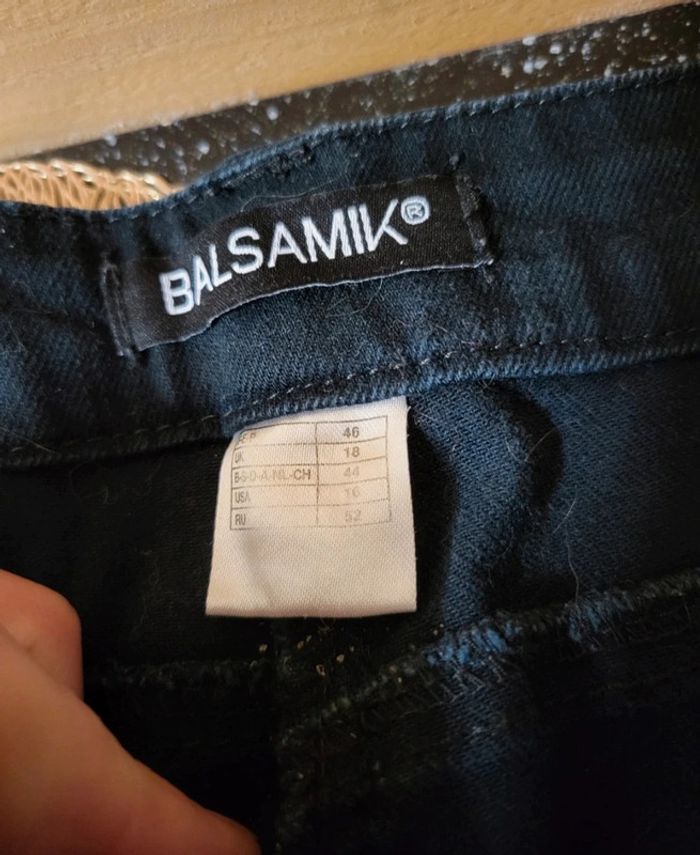 BALSAMIK®
F-E-P 46
UK 18
B-S-D-A-NL-CH 44
USA 16
RU 52